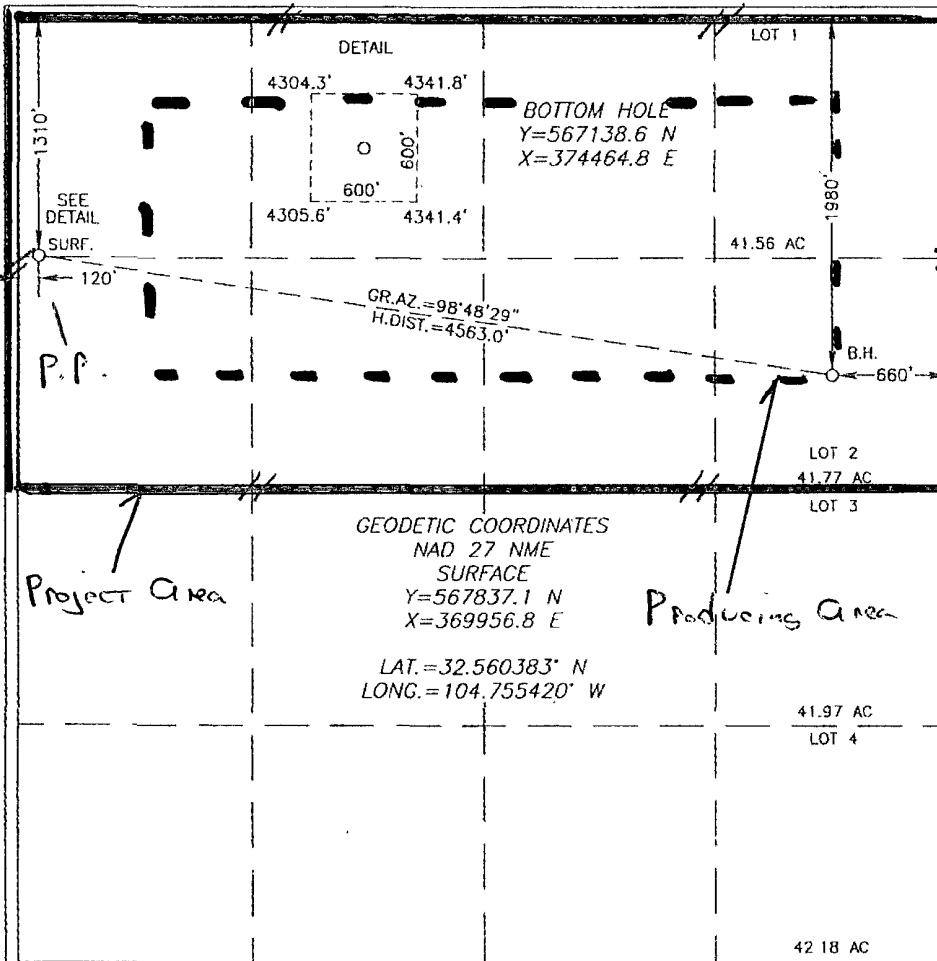 LOT 1
DETAIL
4304.3' 4341.8'
BOTTOM HOLE
Y=567138.6 N
X=374464.8 E
1310'
600'
600'
1980'
SEE
DETAIL
4305.6' 4341.4'
SURF.
41.56 AC
120'
GR.AZ.=98°48'29"
H.DIST.=4563.0'
P.P.
B.H.
660'
LOT 2
41.77 AC
LOT 3
GEODETIC COORDINATES
NAD 27 NME
SURFACE
Y=567837.1 N
X=369956.8 E
Project Area
Producing Area
LAT.=32.560383° N
LONG.=104.755420° W
41.97 AC
LOT 4
42.18 AC